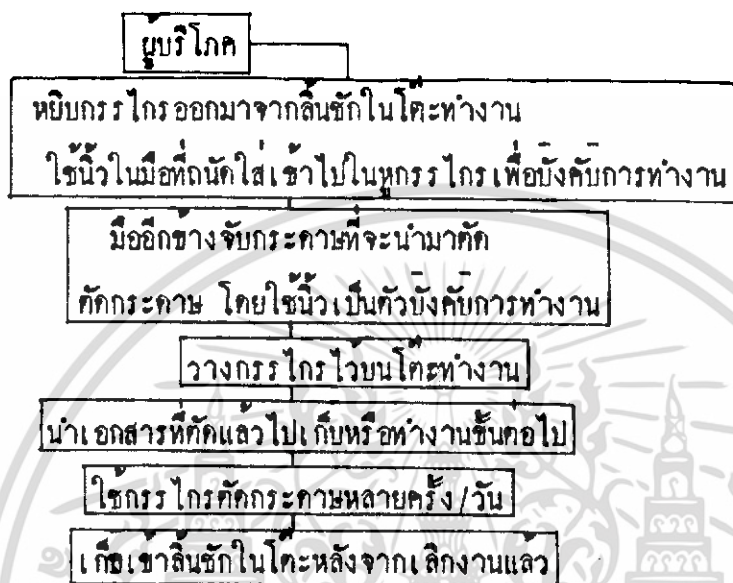 ผู้บริโภค
หยิบกรรไกรออกมาจากลิ้นชักในโต๊ะทำงาน
ใช้นิ้วในมือที่ถนัดใส่เข้าไปในหูกรรไกรเพื่อบังคับการทำงาน
มืออีกข้างจับกระดาษที่จะนำมาตัด
ตัดกระดาษ โดยใช้นิ้วเป็นตัวบังคับการทำงาน
วางกรรไกรไว้บนโต๊ะทำงาน
นำเอกสารที่ตัดแล้วไปเก็บหรือทำงานชิ้นต่อไป
ใช้กรรไกรตัดกระดาษหลายครั้ง/วัน
เก็บเข้าลิ้นชักในโต๊ะหลังจากเลิกงานแล้ว